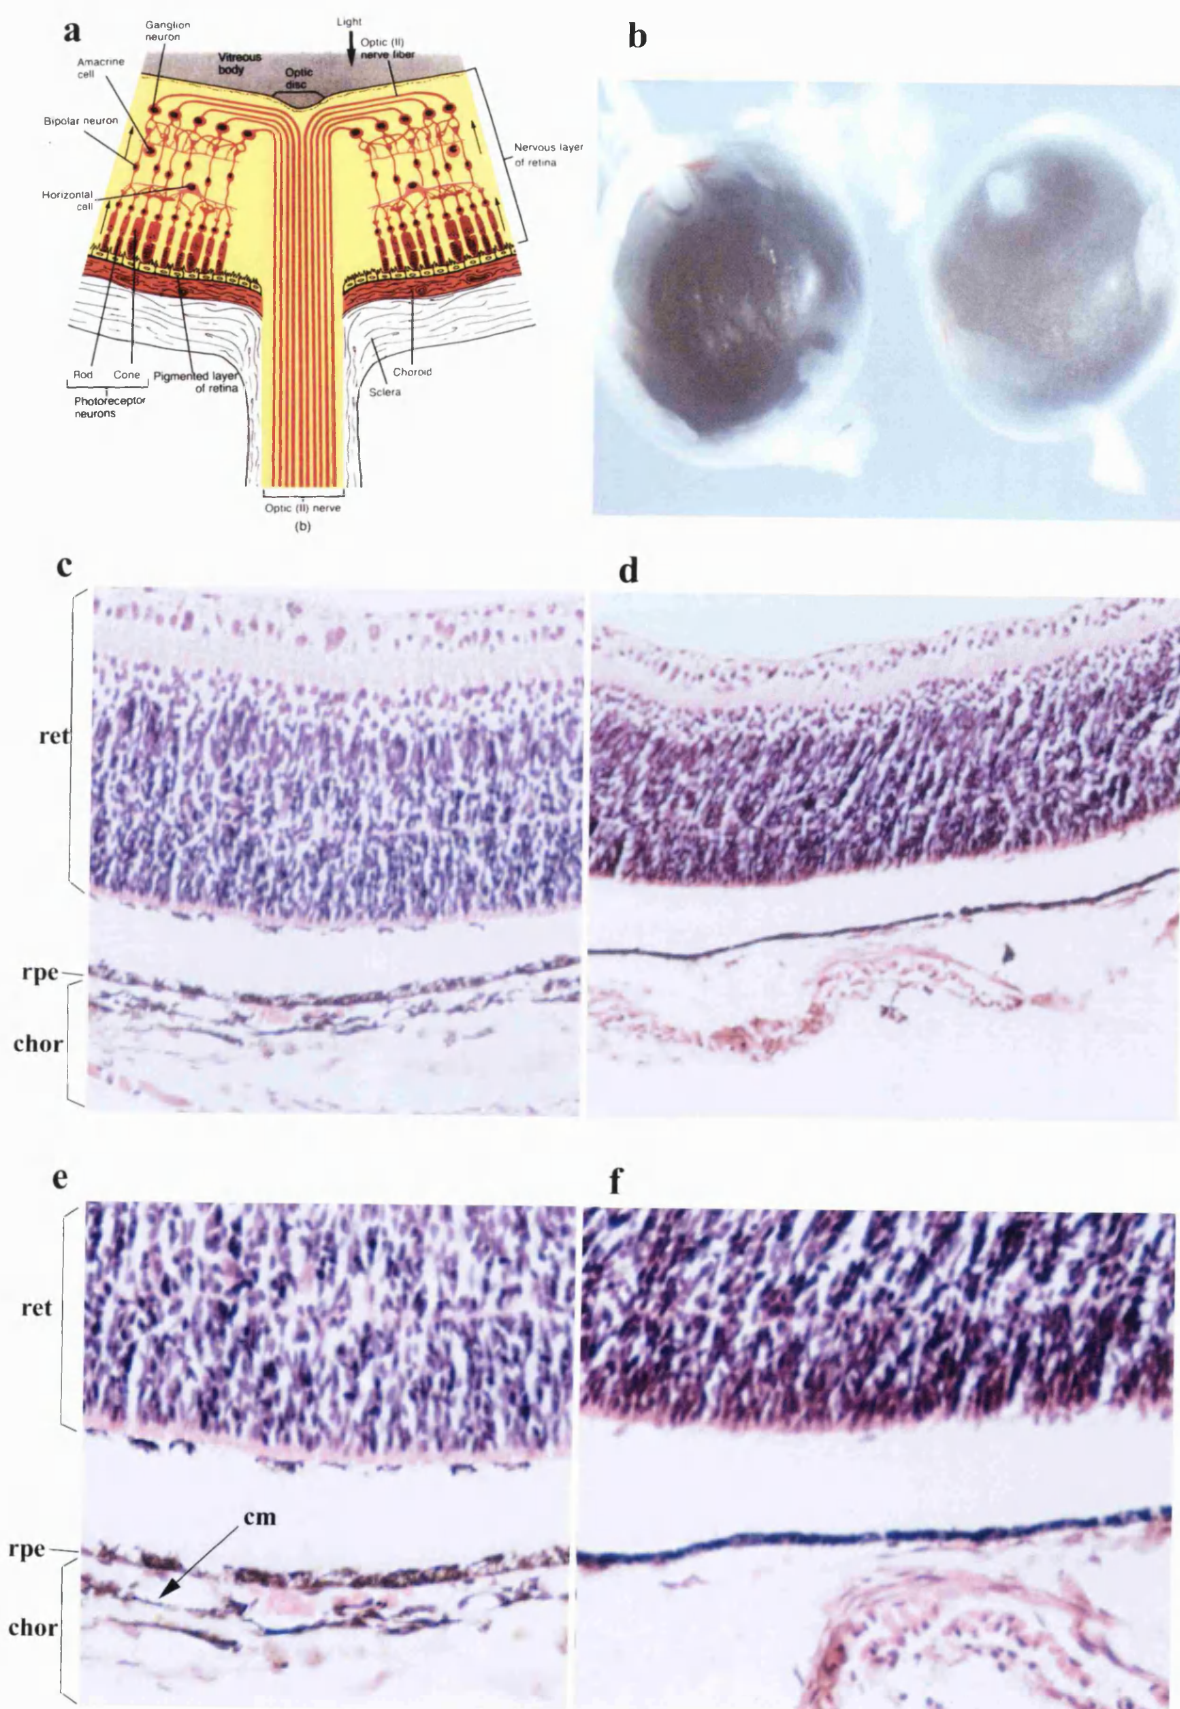 a
Ganglion
neuron
Light
Optic (II)
nerve fiber
Amacrine
cell
Vitreous
body
Optic
disc
Bipolar neuron
Nervous layer
of retina
Horizontal
cell
Rod Cone
Pigmented layer
of retina
Choroid
Sclera
Photoreceptor
neurons
Optic (II) nerve
(b)
b
c
ret
rpe
chor
d
e
ret
cm
rpe
chor
f